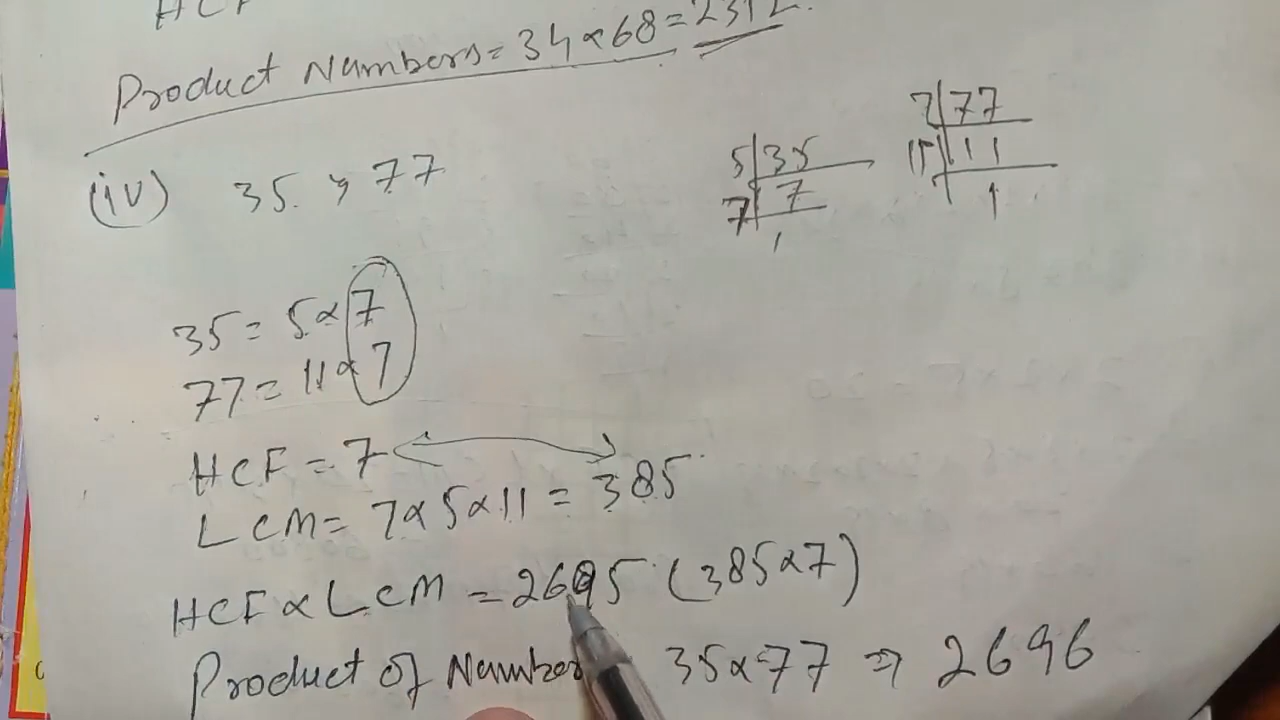 HCF
Product Numbers = 34 × 68 = 2312.
(iv) 35 , 77
5 35
7 7
1
7 77
11 11
1
35 = 5 × 7
77 = 11 × 7
HCF = 7
LCM = 7 × 5 × 11 = 385
HCF × LCM = 2695 (385 × 7)
Product of Number 35 × 77 ⇒ 2696